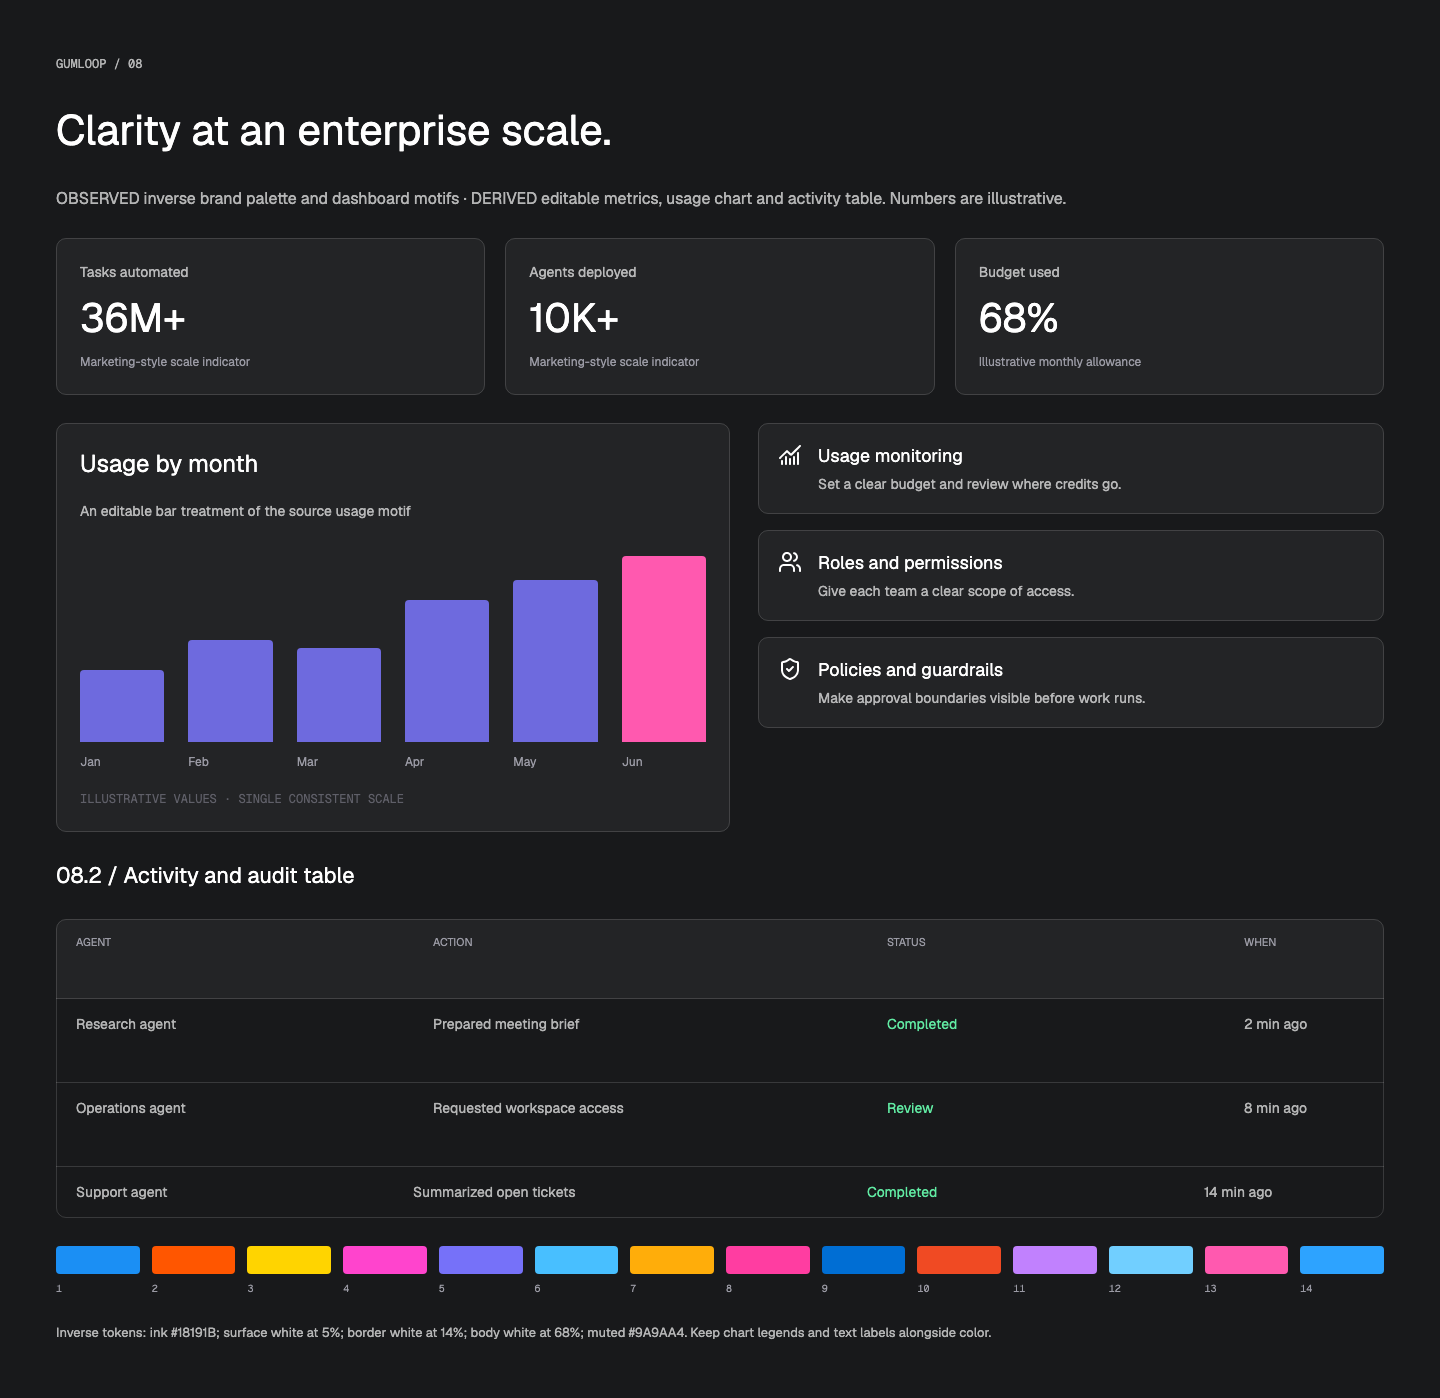 GUMLOOP / 08
Clarity at an enterprise scale.
OBSERVED inverse brand palette and dashboard motifs · DERIVED editable metrics, usage chart and activity table. Numbers are illustrative.
Tasks automated
36M+
Marketing-style scale indicator
Agents deployed
10K+
Marketing-style scale indicator
Budget used
68%
Illustrative monthly allowance
Usage by month
An editable bar treatment of the source usage motif
Jan Feb Mar Apr May Jun
ILLUSTRATIVE VALUES · SINGLE CONSISTENT SCALE
Usage monitoring
Set a clear budget and review where credits go.
Roles and permissions
Give each team a clear scope of access.
Policies and guardrails
Make approval boundaries visible before work runs.
08.2 / Activity and audit table
AGENT ACTION STATUS WHEN
Research agent Prepared meeting brief Completed 2 min ago
Operations agent Requested workspace access Review 8 min ago
Support agent Summarized open tickets Completed 14 min ago
1 2 3 4 5 6 7 8 9 10 11 12 13 14
Inverse tokens: ink #18191B; surface white at 5%; border white at 14%; body white at 68%; muted #9A9AA4. Keep chart legends and text labels alongside color.